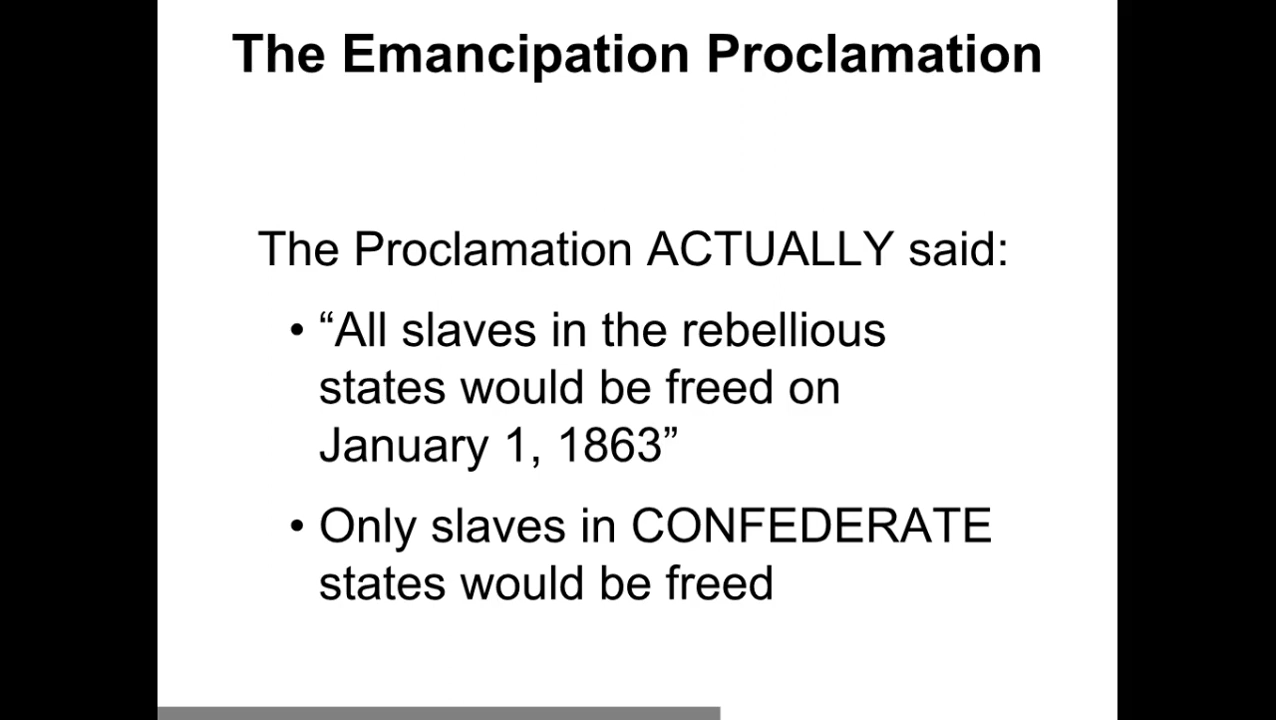 The Emancipation Proclamation
The Proclamation ACTUALLY said:
• “All slaves in the rebellious
states would be freed on
January 1, 1863”
• Only slaves in CONFEDERATE
states would be freed